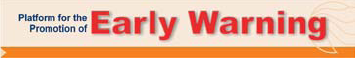 Platform for the
Promotion of
Early Warning